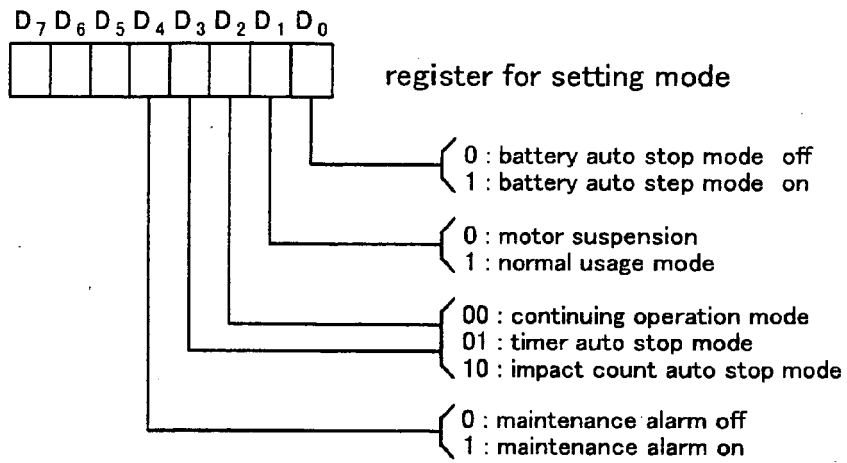 D7 D6 D5 D4 D3 D2 D1 D0
register for setting mode
0 : battery auto stop mode off
1 : battery auto step mode on
0 : motor suspension
1 : normal usage mode
00 : continuing operation mode
01 : timer auto stop mode
10 : impact count auto stop mode
0 : maintenance alarm off
1 : maintenance alarm on